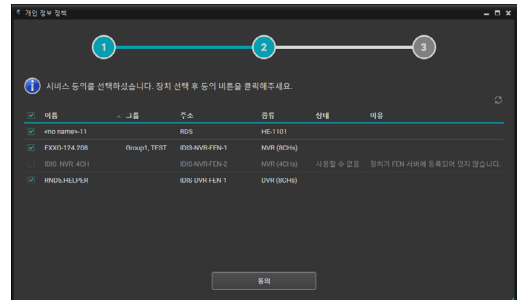 개인 정보 정책
1 2 3
서비스 동의를 선택하셨습니다. 장치 선택 후 동의 버튼을 클릭해주세요.
이름 그룹 주소 종류 상태 이유
<no name>-11 RDS HE-1101
EXXO-124.208 Group1, TEST IDIS-NVR-FEN-1 NVR (8CHs)
IDIS NVR 4CH IDIS-NVR-FEN-2 NVR (4CHs) 사용할 수 없음 장치가 FEN 서버에 등록되어 있지 않습니다.
RND6.HELPER IDIS DVR FEN 1 DVR (8CHs)
동의